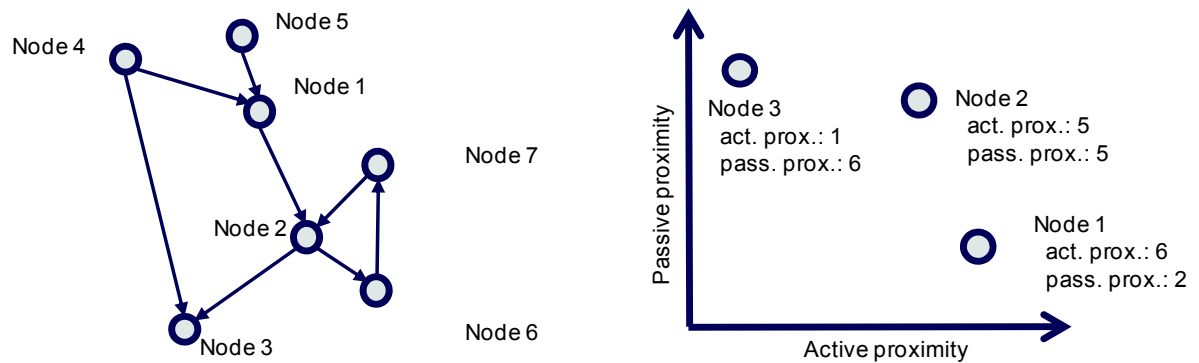 Node 5
Node 4
Node 1
Node 7
Node 2
Node 6
Node 3
Passive proximity
Node 3
act. prox.: 1
pass. prox.: 6
Node 2
act. prox.: 5
pass. prox.: 5
Node 1
act. prox.: 6
pass. prox.: 2
Active proximity